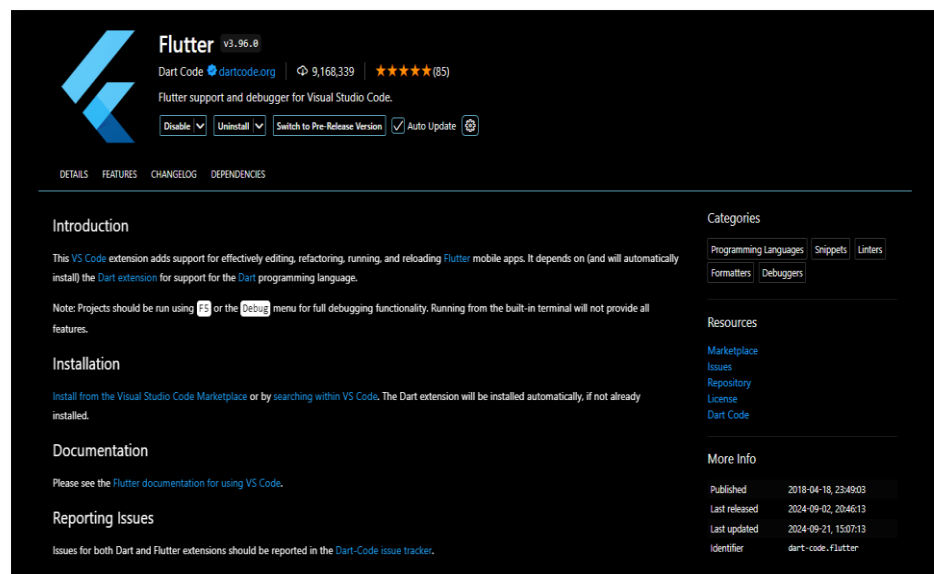 Flutter v3.96.0
Dart Code dartcode.org 9,168,339 (85)
Flutter support and debugger for Visual Studio Code.
Disable Uninstall Switch to Pre-Release Version Auto Update
DETAILS FEATURES CHANGELOG DEPENDENCIES
Introduction
This VS Code extension adds support for effectively editing, refactoring, running, and reloading Flutter mobile apps. It depends on (and will automatically
install) the Dart extension for support for the Dart programming language.
Note: Projects should be run using F5 or the Debug menu for full debugging functionality. Running from the built-in terminal will not provide all
features.
Installation
Install from the Visual Studio Code Marketplace or by searching within VS Code. The Dart extension will be installed automatically, if not already
installed.
Documentation
Please see the Flutter documentation for using VS Code.
Reporting Issues
Issues for both Dart and Flutter extensions should be reported in the Dart-Code issue tracker.
Categories
Programming Languages Snippets Linters
Formatters Debuggers
Resources
Marketplace
Issues
Repository
License
Dart Code
More Info
Published 2018-04-18, 23:49:03
Last released 2024-09-02, 20:46:13
Last updated 2024-09-21, 15:07:13
Identifier dart-code.flutter